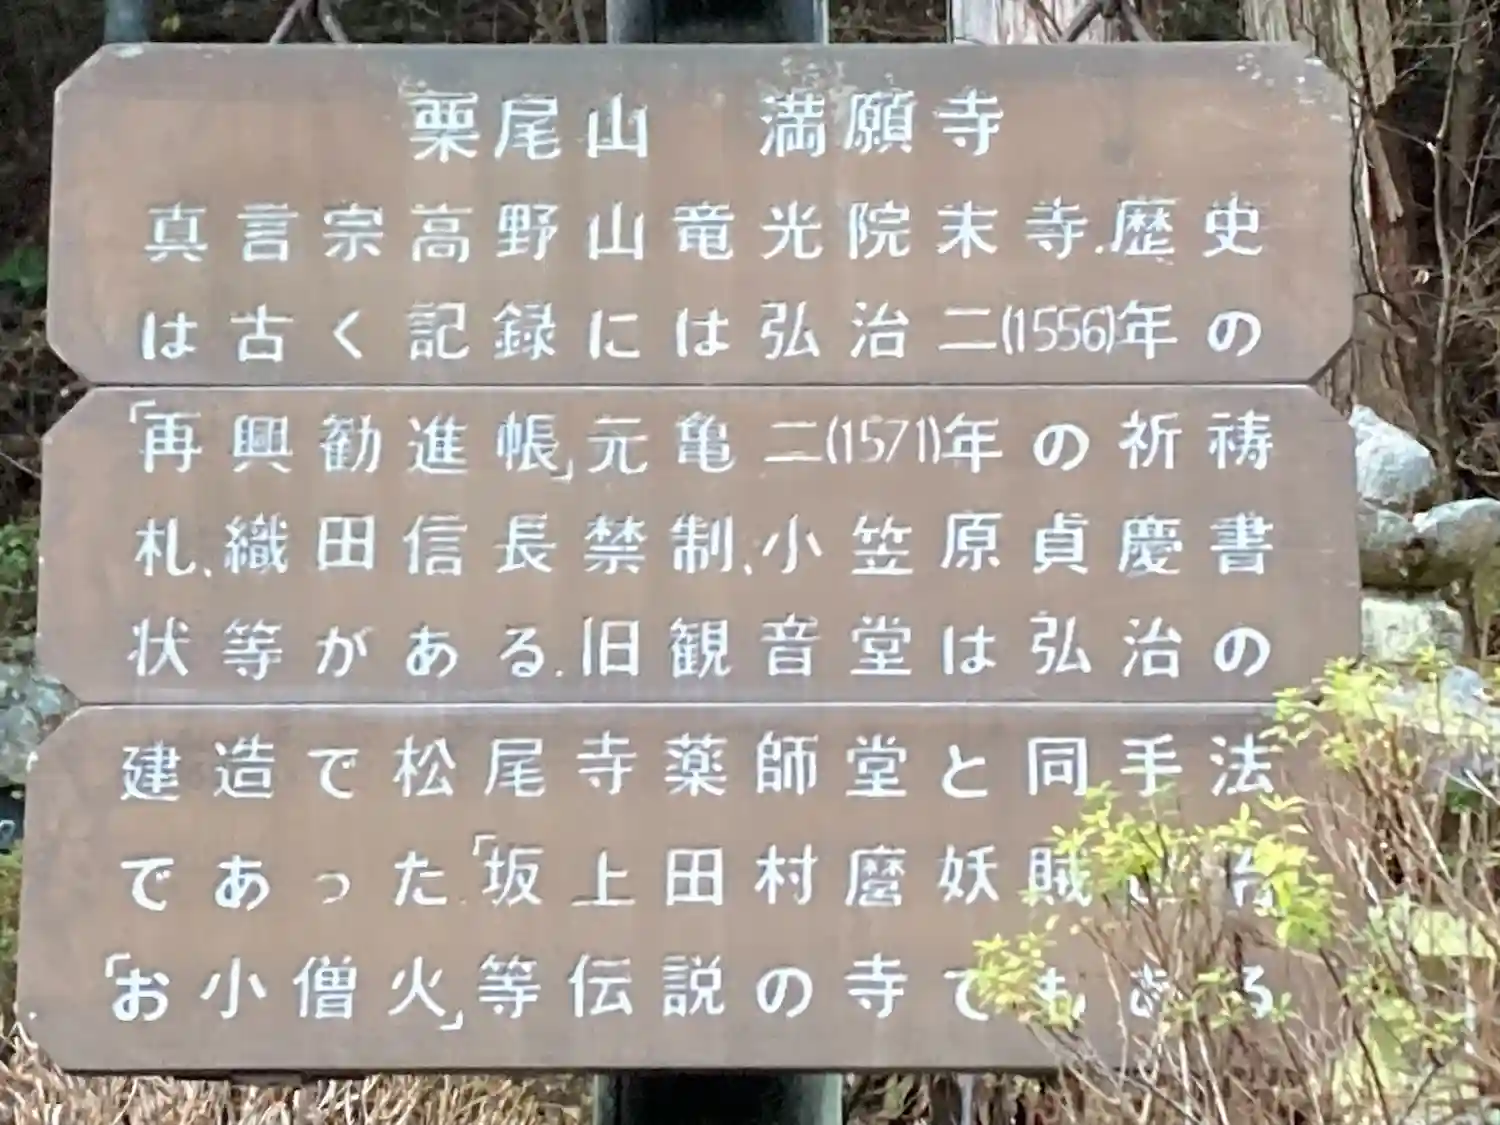 栗尾山 満願寺
真言宗高野山竜光院末寺.歴史
は古く記録には弘治二(1556)年の
「再興勧進帳」元亀二(1571)年の祈祷
札、織田信長禁制、小笠原貞慶書
状等がある.旧観音堂は弘治の
建造で松尾寺薬師堂と同手法
であった.「坂上田村麿妖賊治
「お小僧火」等伝説の寺でもある